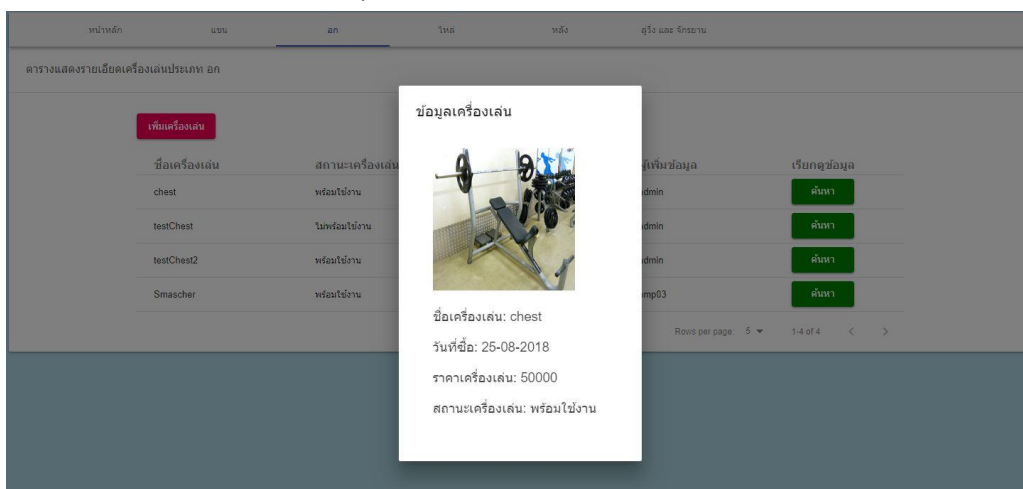 หน้าหลัก แขน อก ไหล่ หลัง ลู่วิ่ง และ จักรยาน
ตารางแสดงรายเอียดเครื่องเล่นประเภท อก
เพิ่มเครื่องเล่น
ชื่อเครื่องเล่น สถานะเครื่องเล่น ผู้เพิ่มข้อมูล เรียกดูข้อมูล
chest พร้อมใช้งาน admin ค้นหา
testChest ไม่พร้อมใช้งาน admin ค้นหา
testChest2 พร้อมใช้งาน admin ค้นหา
Smascher พร้อมใช้งาน mp03 ค้นหา
Rows per page: 5 1-4 of 4
ข้อมูลเครื่องเล่น
ชื่อเครื่องเล่น: chest
วันที่ซื้อ: 25-08-2018
ราคาเครื่องเล่น: 50000
สถานะเครื่องเล่น: พร้อมใช้งาน